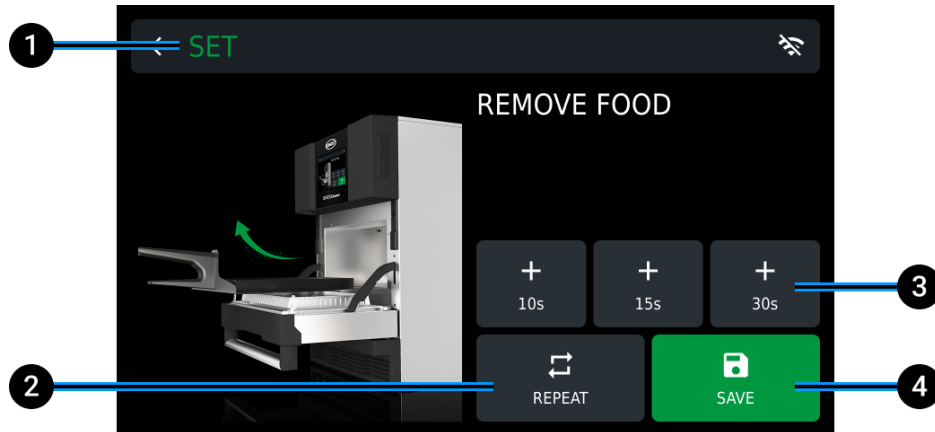 1
SET
REMOVE FOOD
+ + +
10s 15s 30s
3
2
REPEAT
SAVE
4